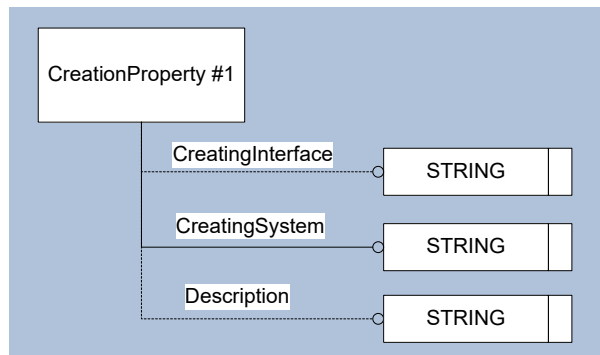 CreationProperty #1
CreatingInterface
STRING
CreatingSystem
STRING
Description
STRING